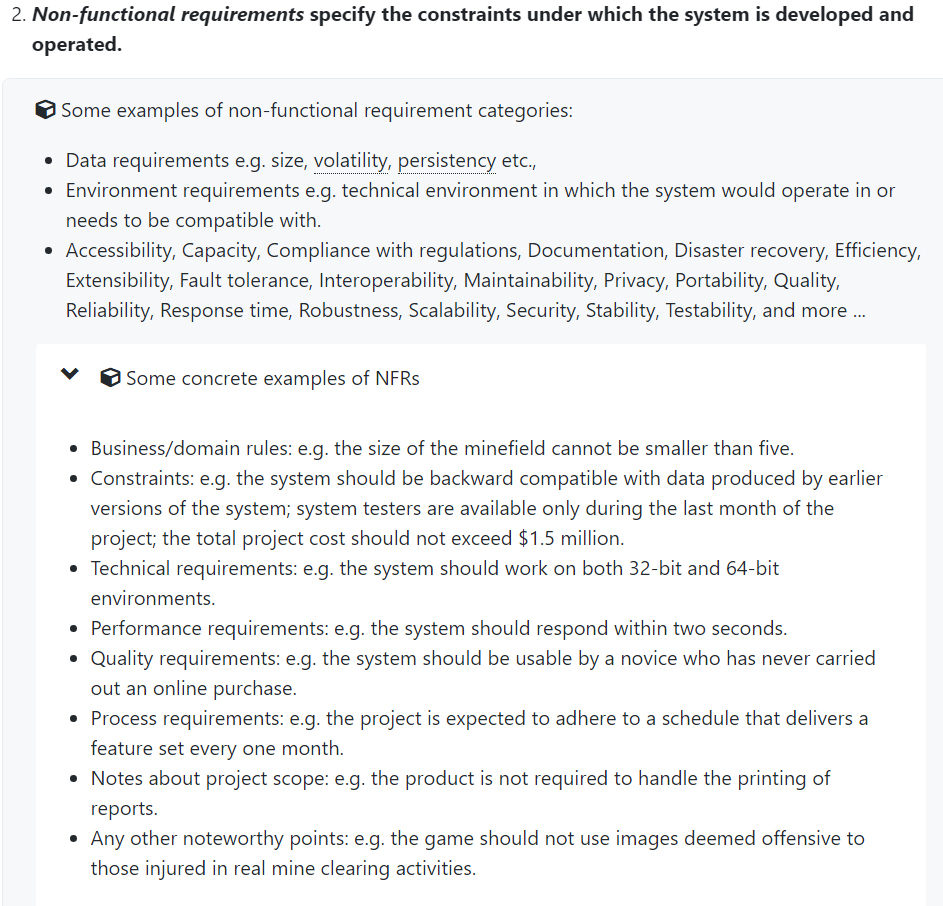 2. Non-functional requirements specify the constraints under which the system is developed and
operated.
Some examples of non-functional requirement categories:
• Data requirements e.g. size, volatility, persistency etc.,
• Environment requirements e.g. technical environment in which the system would operate in or
needs to be compatible with.
• Accessibility, Capacity, Compliance with regulations, Documentation, Disaster recovery, Efficiency,
Extensibility, Fault tolerance, Interoperability, Maintainability, Privacy, Portability, Quality,
Reliability, Response time, Robustness, Scalability, Security, Stability, Testability, and more ...
Some concrete examples of NFRs
• Business/domain rules: e.g. the size of the minefield cannot be smaller than five.
• Constraints: e.g. the system should be backward compatible with data produced by earlier
versions of the system; system testers are available only during the last month of the
project; the total project cost should not exceed $1.5 million.
• Technical requirements: e.g. the system should work on both 32-bit and 64-bit
environments.
• Performance requirements: e.g. the system should respond within two seconds.
• Quality requirements: e.g. the system should be usable by a novice who has never carried
out an online purchase.
• Process requirements: e.g. the project is expected to adhere to a schedule that delivers a
feature set every one month.
• Notes about project scope: e.g. the product is not required to handle the printing of
reports.
• Any other noteworthy points: e.g. the game should not use images deemed offensive to
those injured in real mine clearing activities.